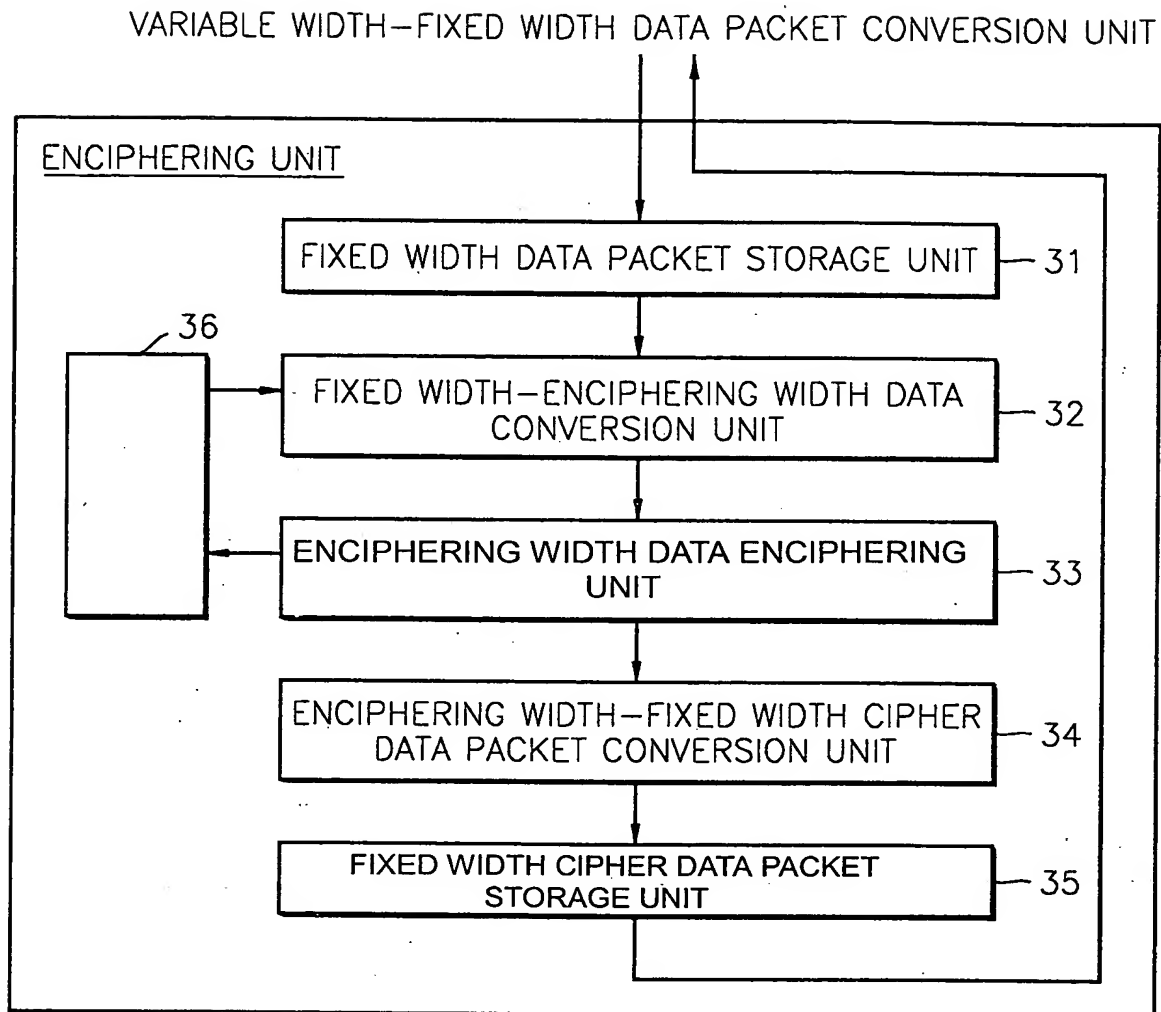 VARIABLE WIDTH-FIXED WIDTH DATA PACKET CONVERSION UNIT
ENCIPHERING UNIT
FIXED WIDTH DATA PACKET STORAGE UNIT
31
36
FIXED WIDTH-ENCIPHERING WIDTH DATA
CONVERSION UNIT
32
ENCIPHERING WIDTH DATA ENCIPHERING
UNIT
33
ENCIPHERING WIDTH-FIXED WIDTH CIPHER
DATA PACKET CONVERSION UNIT
34
FIXED WIDTH CIPHER DATA PACKET
STORAGE UNIT
35